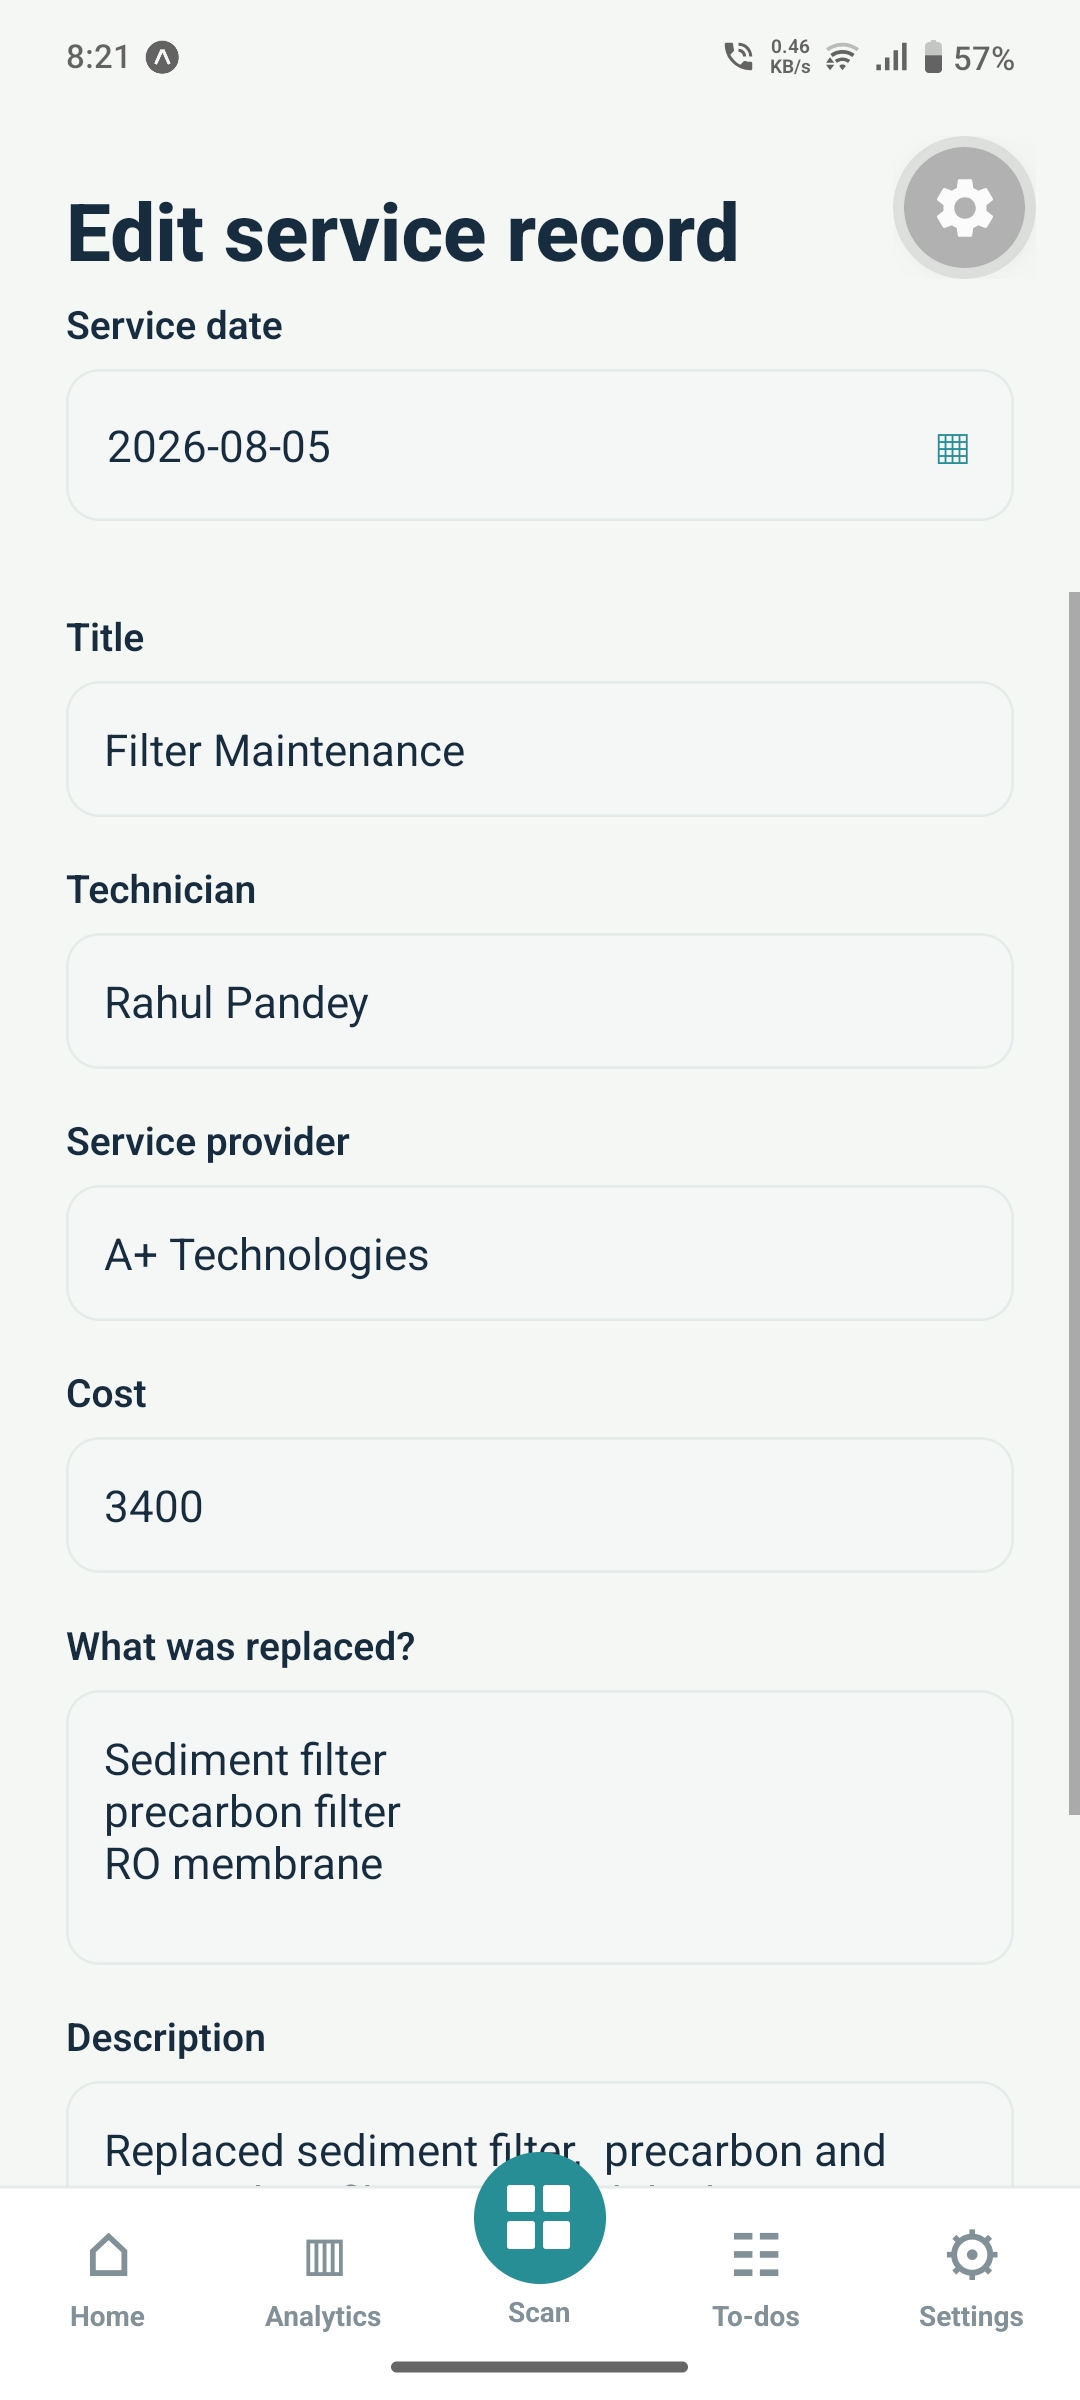 8:21
0.46
KB/s
57%
Edit service record
Service date
2026-08-05
Title
Filter Maintenance
Technician
Rahul Pandey
Service provider
A+ Technologies
Cost
3400
What was replaced?
Sediment filter
precarbon filter
RO membrane
Description
Replaced sediment filter, precarbon and
Home
Analytics
Scan
To-dos
Settings